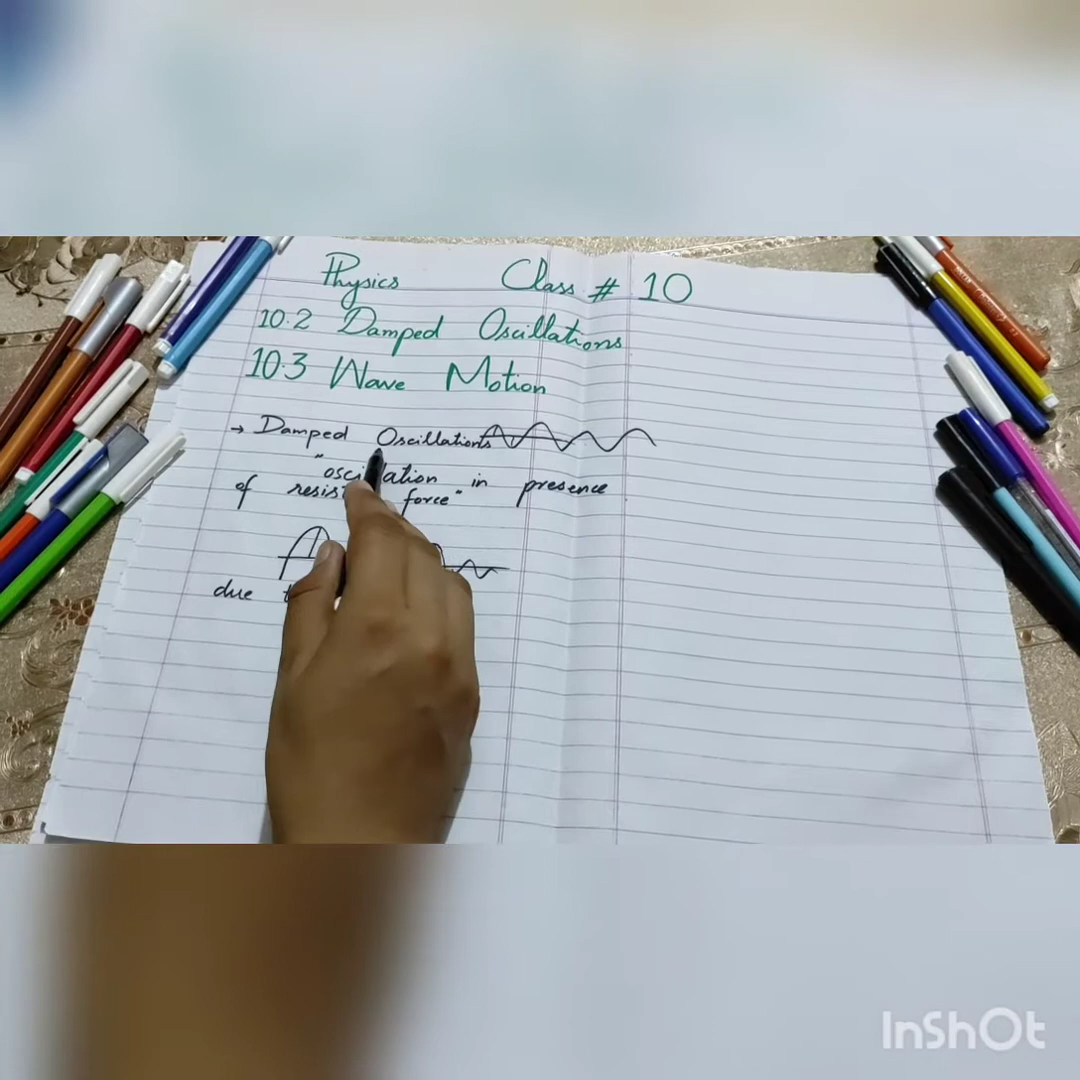 Physics Class # 10
10.2 Damped Oscillations
10.3 Wave Motion
→ Damped Oscillations
"oscillation in presence
of force"
due
InShOt